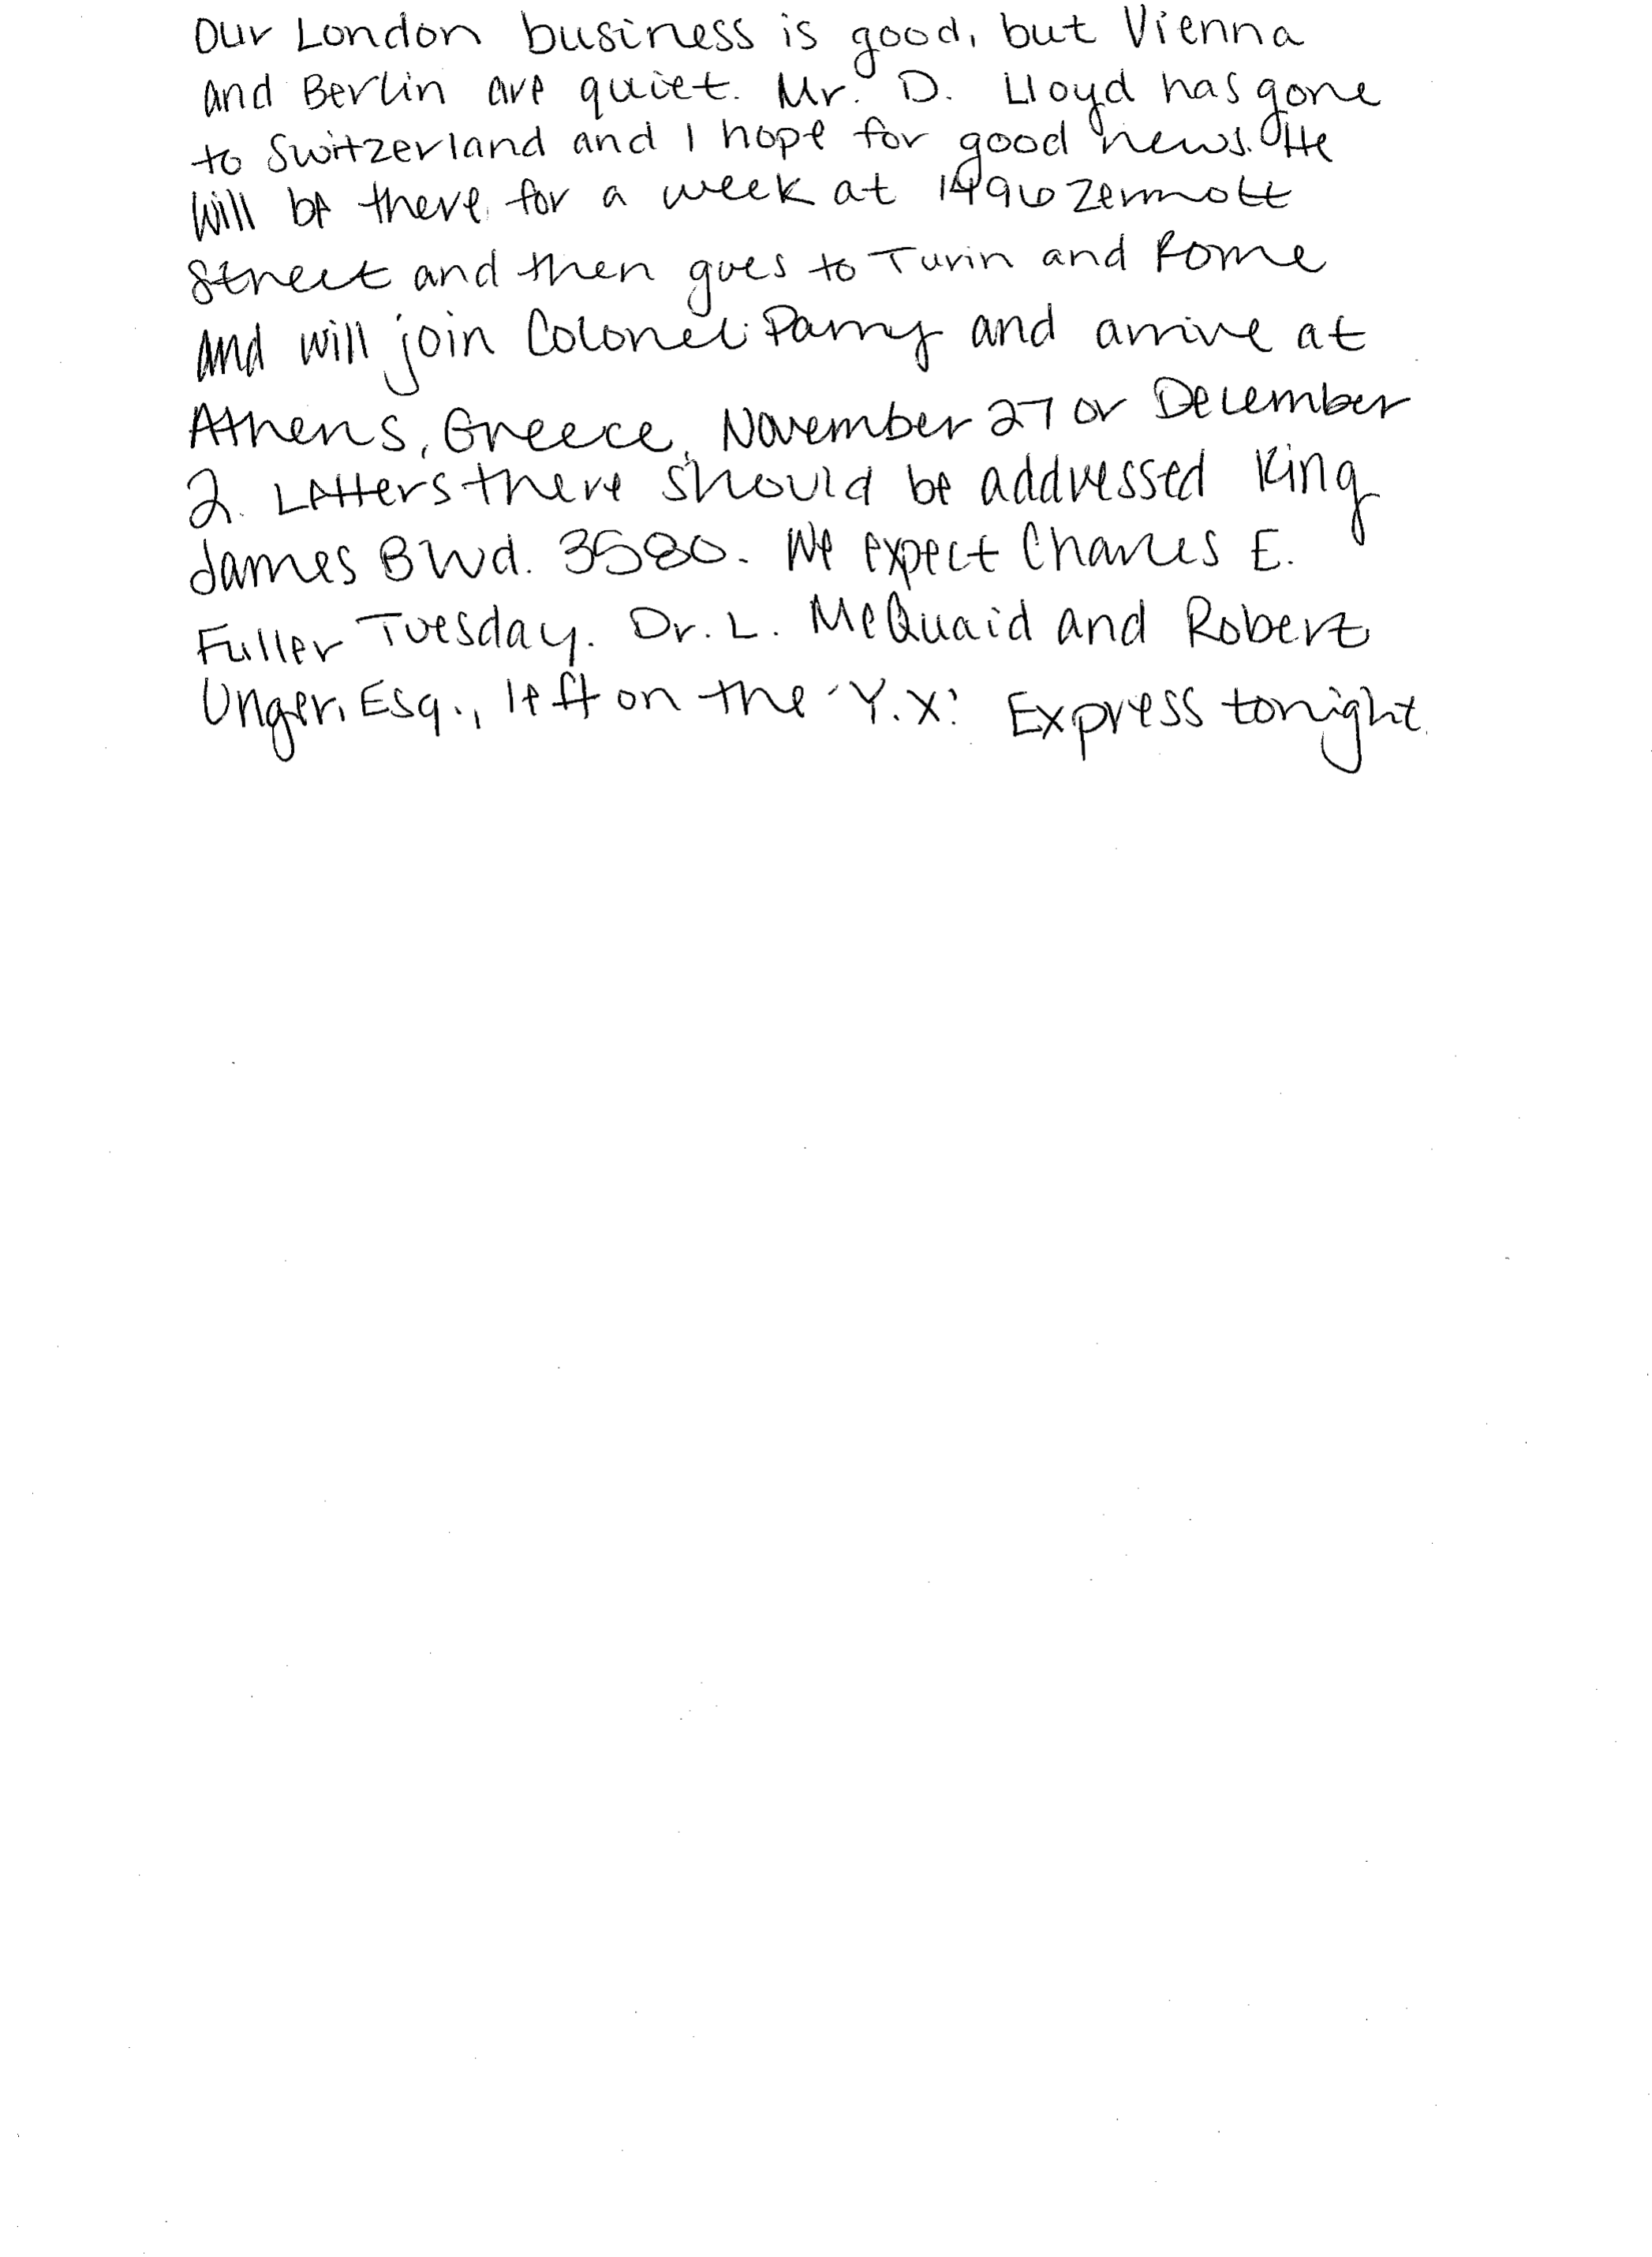 Our London business is good, but Vienna
and Berlin are quiet. Mr. D. Lloyd has gone
to Switzerland and I hope for good news. He
will be there for a week at 1496 Zermott
Street and then goes to Turin and Rome
and will join Colonel Parry and arrive at
Athens, Greece, November 27 or December
2. Letters there should be addressed King
James Blvd. 3580. We expect Charles E.
Fuller Tuesday. Dr. L. McQuaid and Robert
Unger, Esq., left on the 'Y.X.' Express tonight.